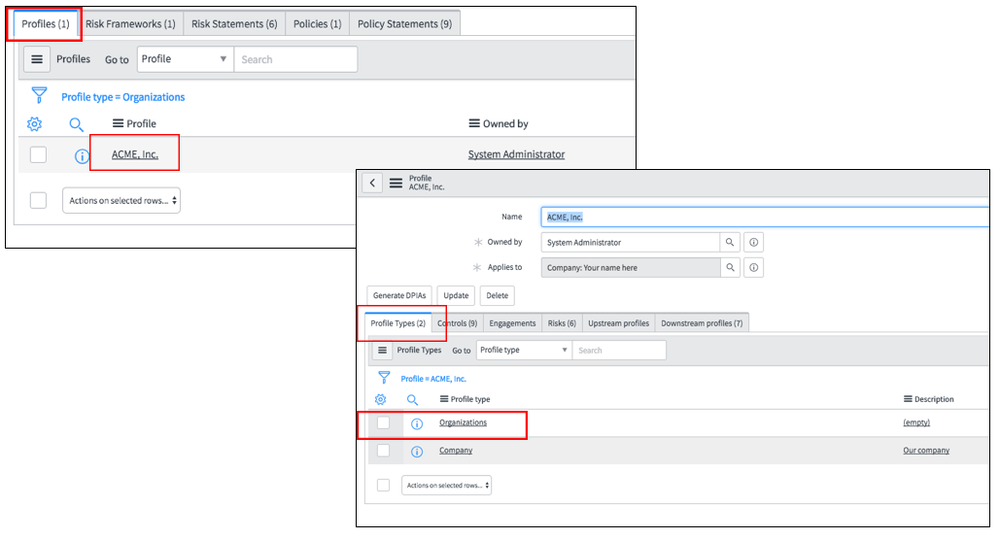 Profiles (1) Risk Frameworks (1) Risk Statements (6) Policies (1) Policy Statements (9)
Profiles Go to Profile Search
Profile type = Organizations
Profile Owned by
ACME, Inc. System Administrator
Actions on selected rows...
Profile
ACME, Inc.
Name ACME, Inc.
Owned by System Administrator
Applies to Company: Your name here
Generate DPIAs Update Delete
Profile Types (2) Controls (9) Engagements Risks (6) Upstream profiles Downstream profiles (7)
Profile Types Go to Profile type Search
Profile = ACME, Inc.
Profile type Description
Organizations (empty)
Company Our company
Actions on selected rows...